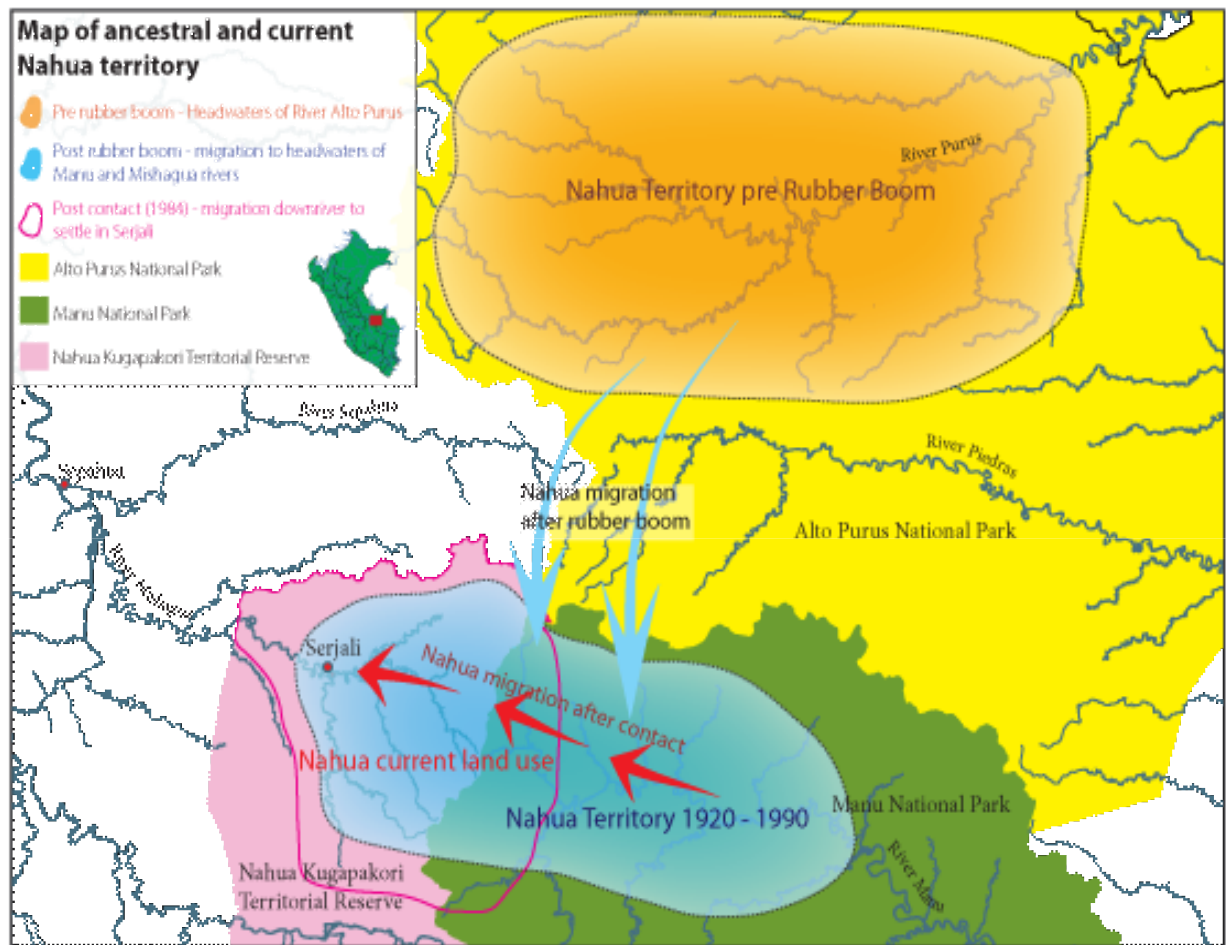 Map of ancestral and current
Nahua territory
Pre rubber boom - Headwaters of River Alto Purus
Post rubber boom - migration to headwaters of
Manu and Mishagua rivers
Post contact (1984) - migration downriver to
settle in Serjali
Alto Purus National Park
Manu National Park
Nahua Kugapakori Territorial Reserve
River Purus
Nahua Territory pre Rubber Boom
River Sepahua
Sepahua
River Piedras
Nahua migration
after rubber boom
Alto Purus National Park
River Mishagua
Serjali
Nahua migration after contact
Nahua current land use
Nahua Territory 1920 - 1990
Manu National Park
River Manu
Nahua Kugapakori
Territorial Reserve